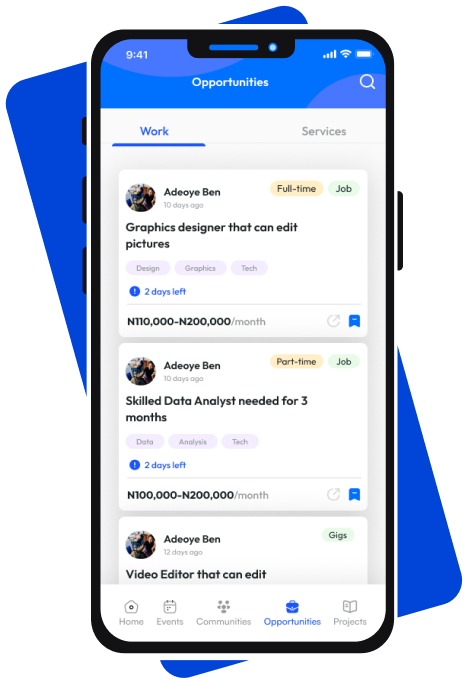 9:41
Opportunities
Work Services
Adeoye Ben Full-time Job
10 days ago
Graphics designer that can edit
pictures
Design Graphics Tech
2 days left
N110,000-N200,000/month
Adeoye Ben Part-time Job
10 days ago
Skilled Data Analyst needed for 3
months
Data Analysis Tech
2 days left
N100,000-N200,000/month
Adeoye Ben Gigs
12 days ago
Video Editor that can edit
Home Events Communities Opportunities Projects